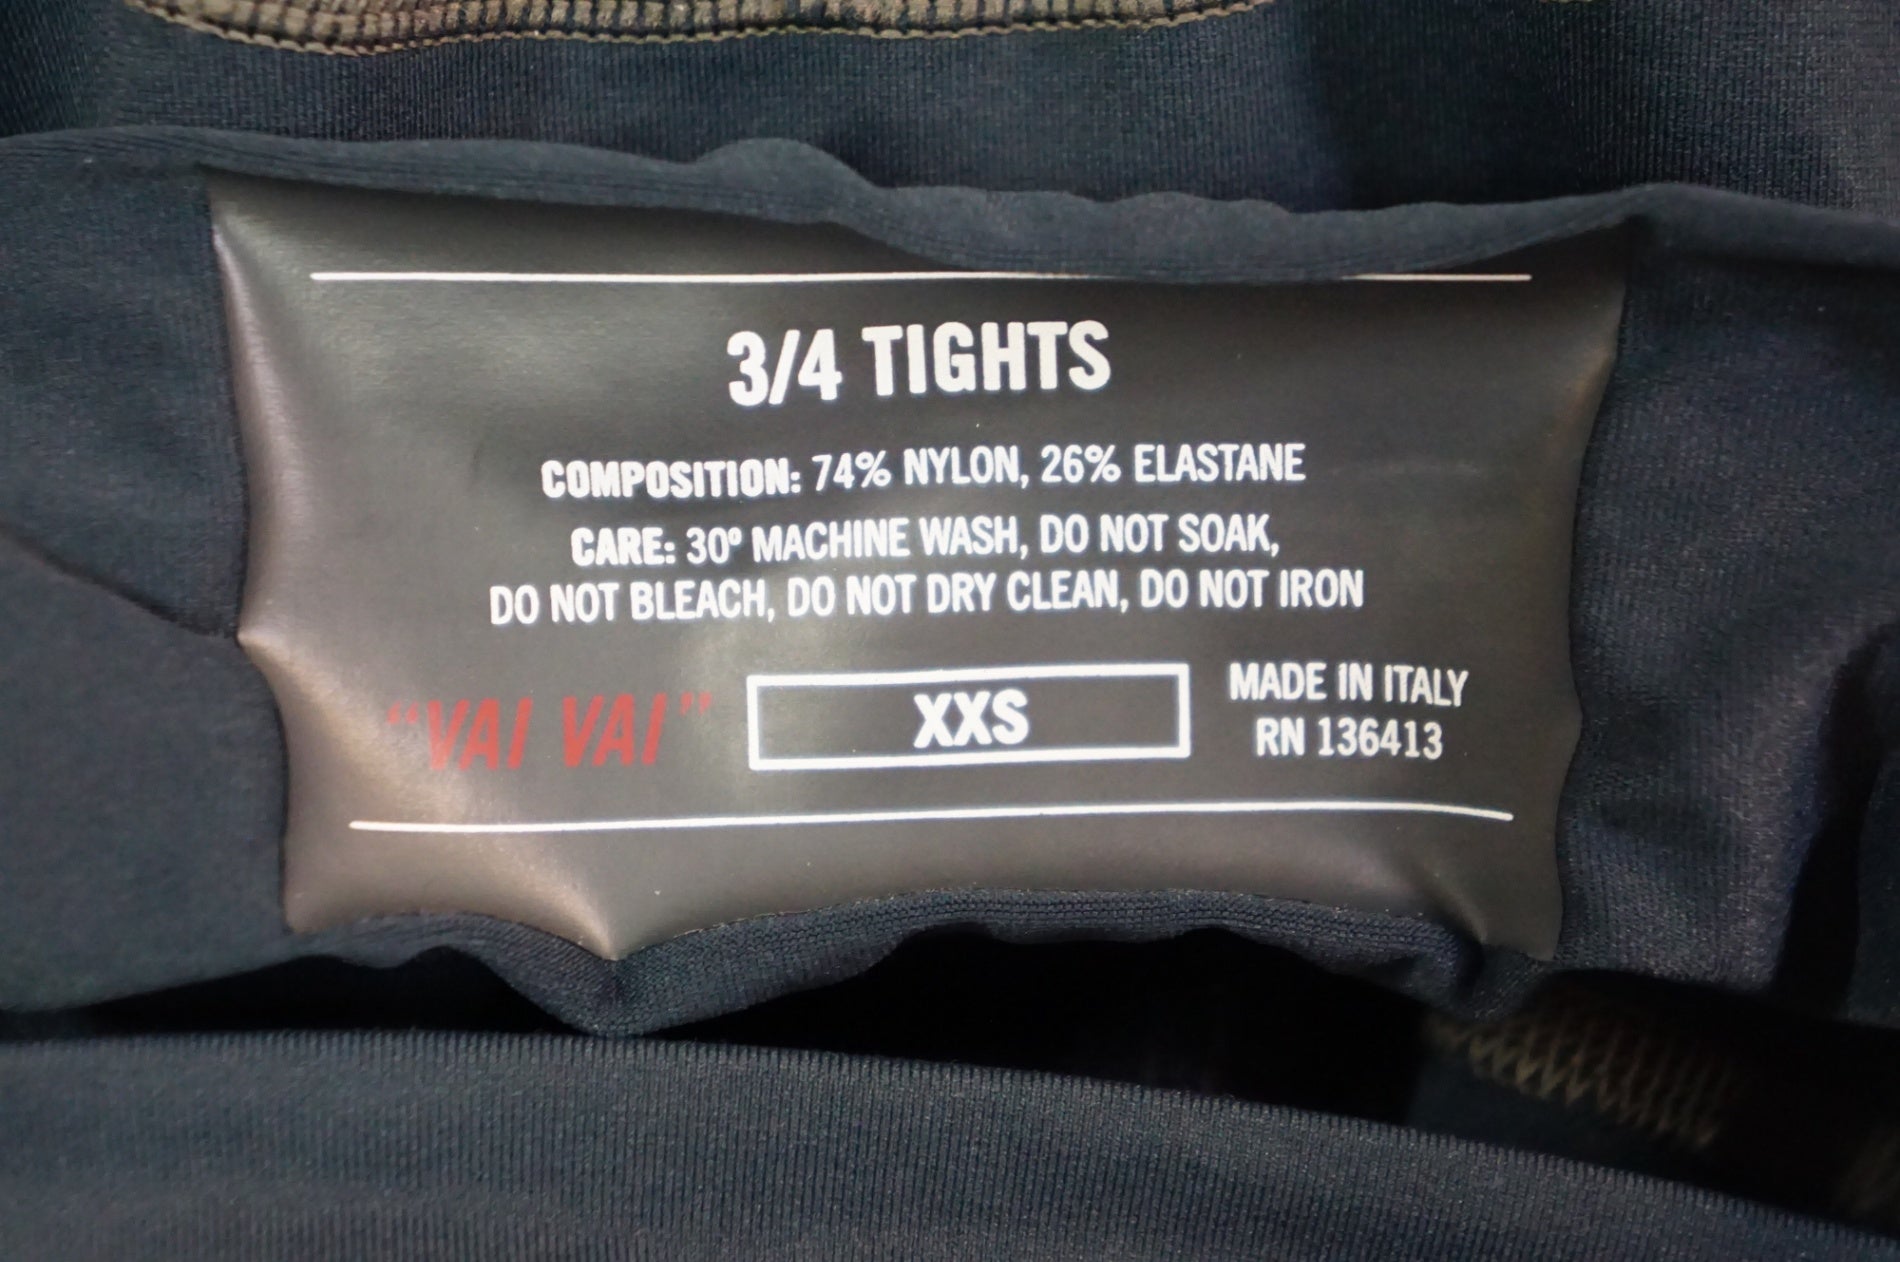 3/4 TIGHTS
COMPOSITION: 74% NYLON, 26% ELASTANE
CARE: 30º MACHINE WASH, DO NOT SOAK,
DO NOT BLEACH, DO NOT DRY CLEAN, DO NOT IRON
“VAI VAI”
XXS
MADE IN ITALY
RN 136413